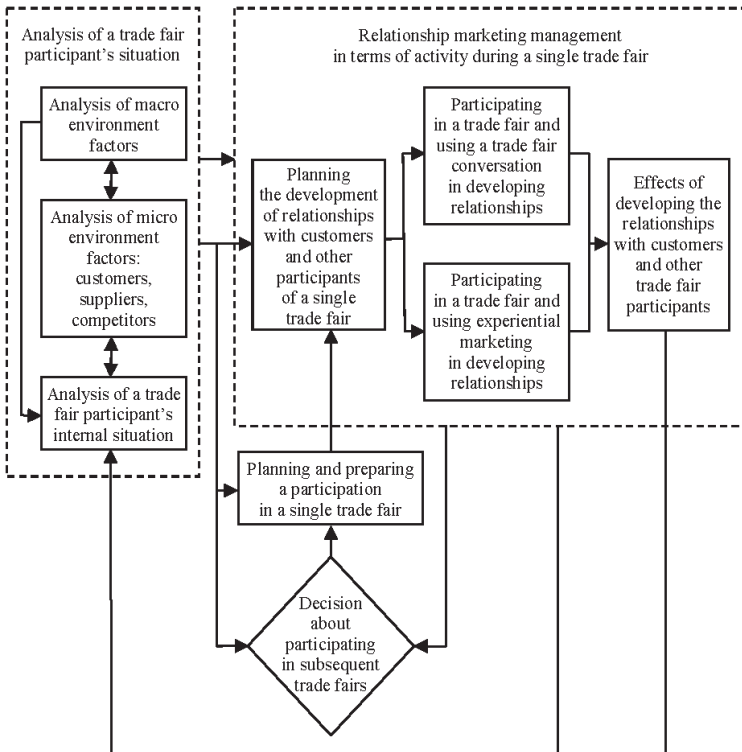 Analysis of a trade fair
participant's situation
Analysis of macro
environment
factors
Analysis of micro
environment
factors:
customers,
suppliers,
competitors
Analysis of a trade
fair participant's
internal situation
Relationship marketing management
in terms of activity during a single trade fair
Planning
the development
of relationships
with customers
and other
participants
of a single
trade fair
Participating
in a trade fair and
using a trade fair
conversation
in developing
relationships
Participating
in a trade fair and
using experiential
marketing
in developing
relationships
Effects of
developing the
relationships
with customers
and other
trade fair
participants
Planning and preparing
a participation
in a single trade fair
Decision
about
participating
in subsequent
trade fairs